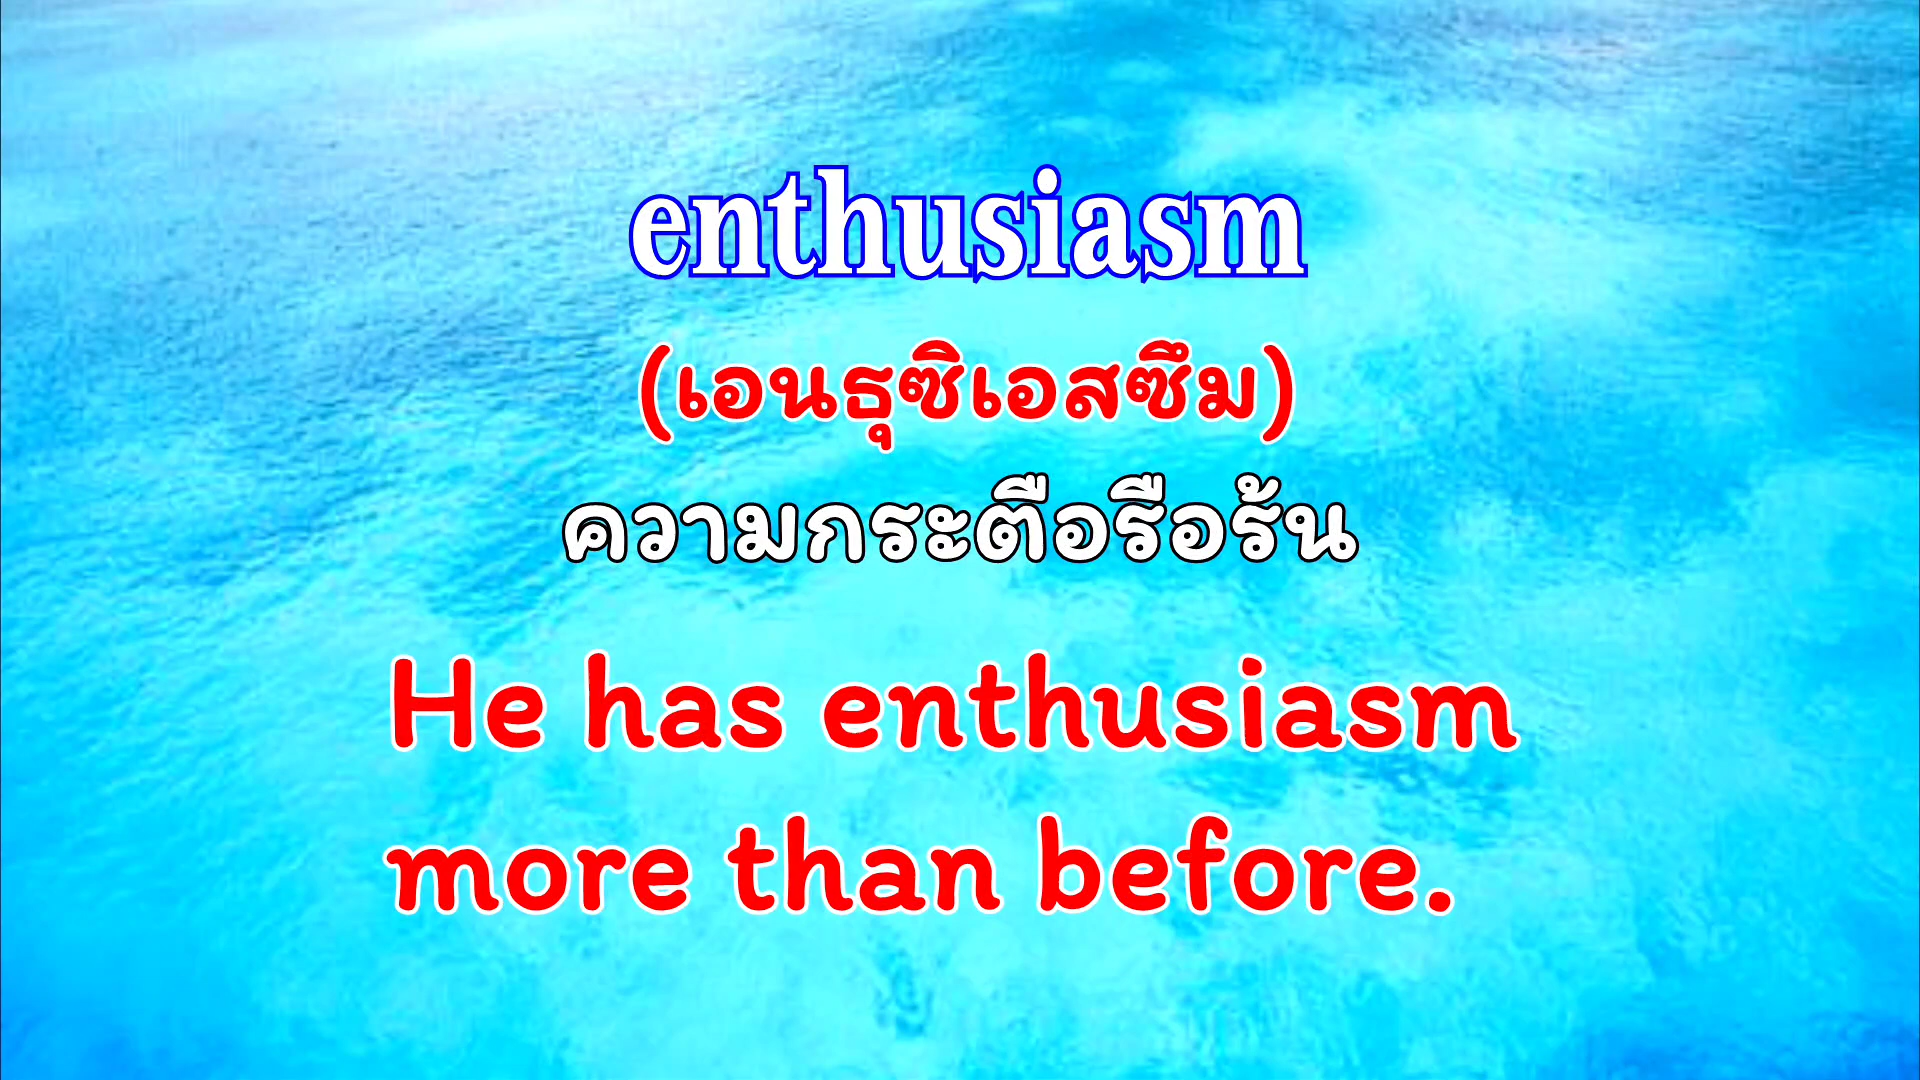 enthusiasm
(เอนธุซิเอสซึม)
ความกระตือรือร้น
He has enthusiasm
more than before.